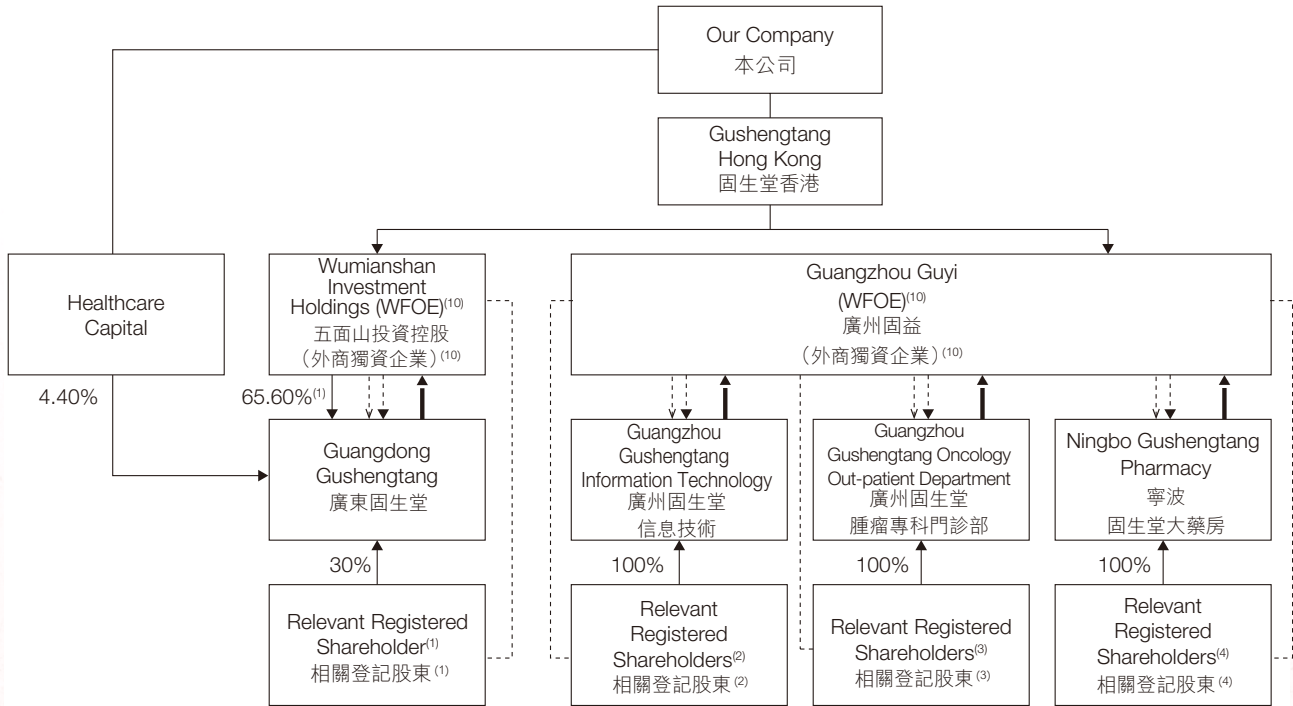 Our Company
本公司
Gushengtang
Hong Kong
固生堂香港
Healthcare
Capital
Wumianshan
Investment
Holdings (WFOE)(10)
五面山投資控股
(外商獨資企業)(10)
Guangzhou Guyi
(WFOE)(10)
廣州固益
(外商獨資企業)(10)
4.40%
65.60%(1)
Guangdong
Gushengtang
廣東固生堂
Guangzhou
Gushengtang
Information Technology
廣州固生堂
信息技術
Guangzhou
Gushengtang Oncology
Out-patient Department
廣州固生堂
腫瘤專科門診部
Ningbo Gushengtang
Pharmacy
寧波
固生堂大藥房
30%
100%
100%
100%
Relevant Registered
Shareholder(1)
相關登記股東(1)
Relevant
Registered
Shareholders(2)
相關登記股東(2)
Relevant Registered
Shareholders(3)
相關登記股東(3)
Relevant
Registered
Shareholders(4)
相關登記股東(4)